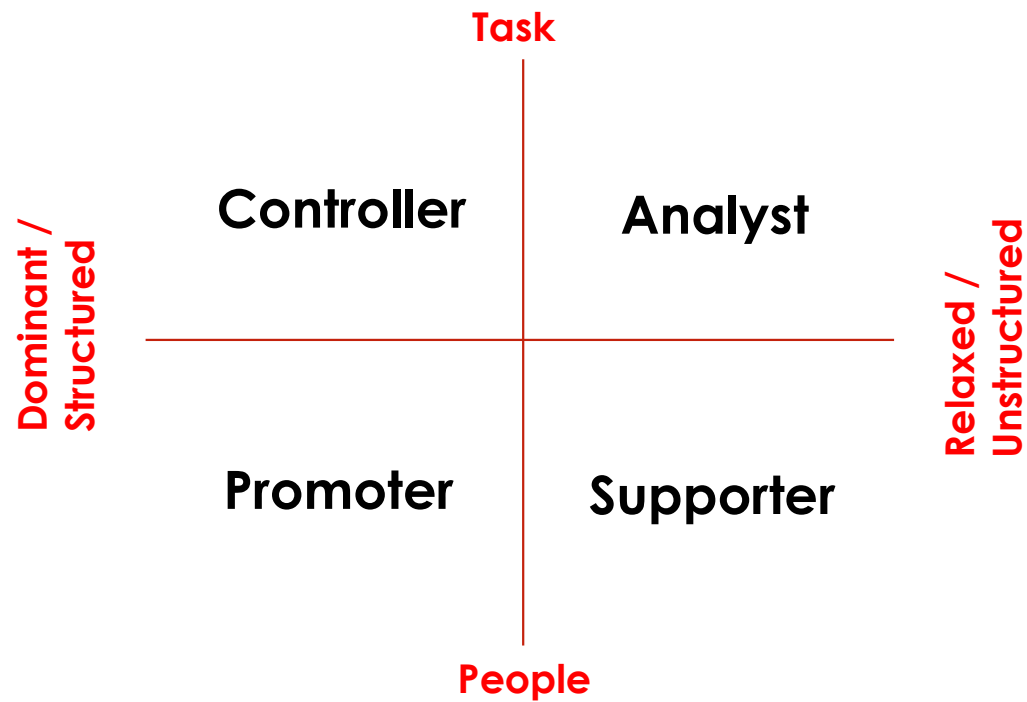 Task
Controller
Analyst
Dominant /
Structured
Relaxed /
Unstructured
Promoter
Supporter
People